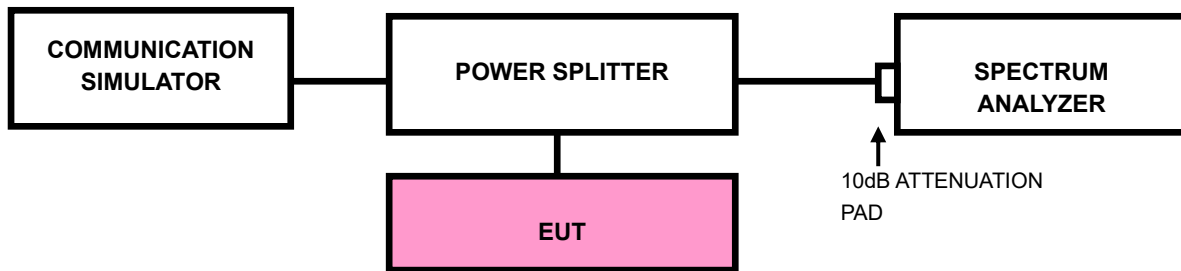 COMMUNICATION
SIMULATOR
POWER SPLITTER
SPECTRUM
ANALYZER
10dB ATTENUATION
PAD
EUT